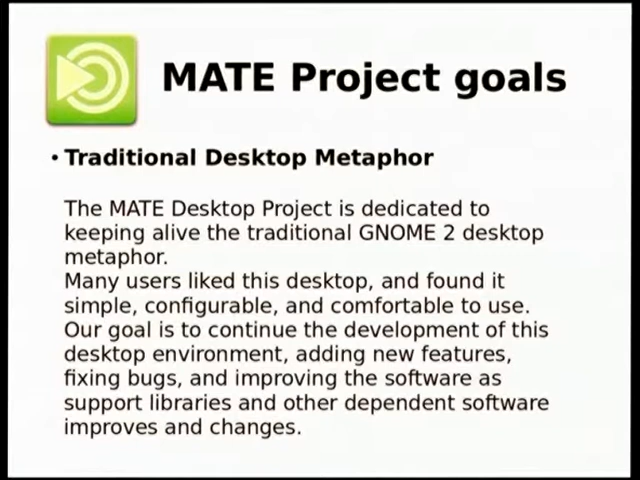 MATE Project goals
• Traditional Desktop Metaphor
The MATE Desktop Project is dedicated to
keeping alive the traditional GNOME 2 desktop
metaphor.
Many users liked this desktop, and found it
simple, configurable, and comfortable to use.
Our goal is to continue the development of this
desktop environment, adding new features,
fixing bugs, and improving the software as
support libraries and other dependent software
improves and changes.